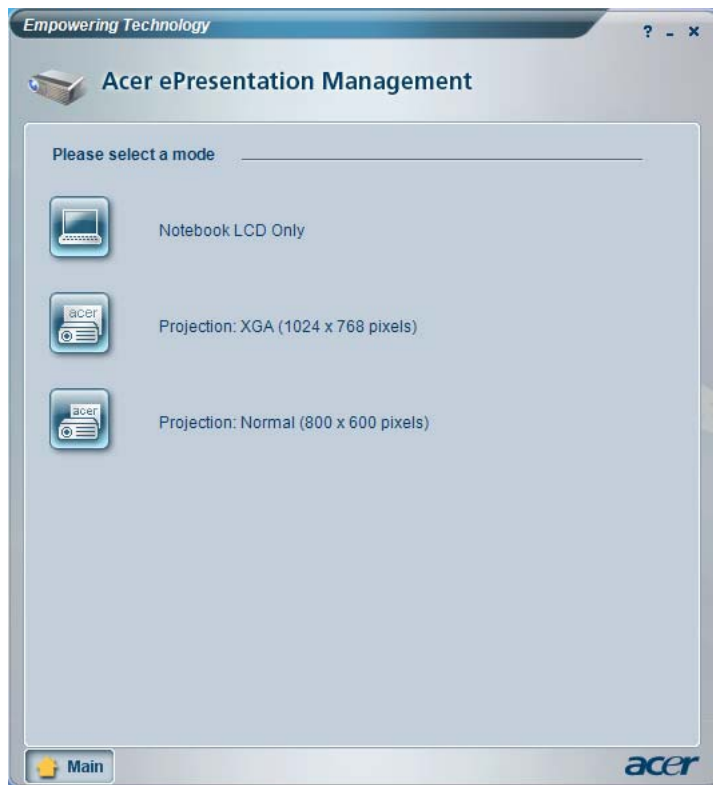 Empowering Technology
? - ×
Acer ePresentation Management
Please select a mode
Notebook LCD Only
acer
Projection: XGA (1024 x 768 pixels)
acer
Projection: Normal (800 x 600 pixels)
Main
acer